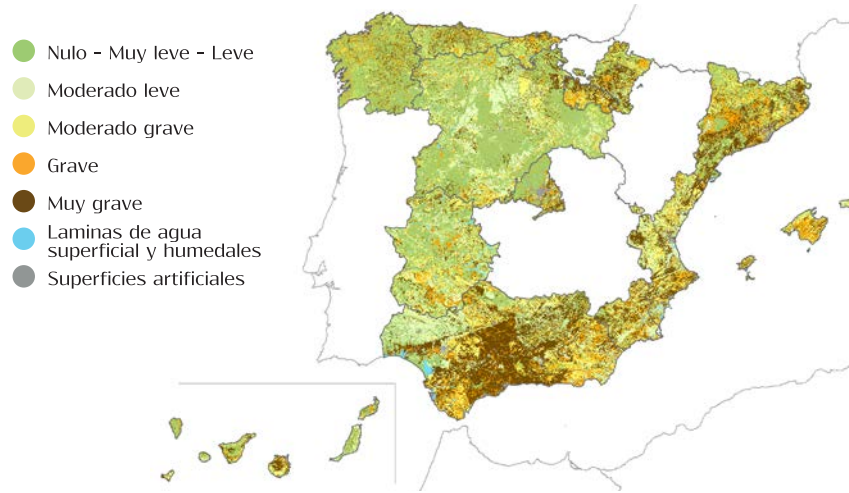 Nulo - Muy leve - Leve
Moderado leve
Moderado grave
Grave
Muy grave
Laminas de agua
superficial y humedales
Superficies artificiales